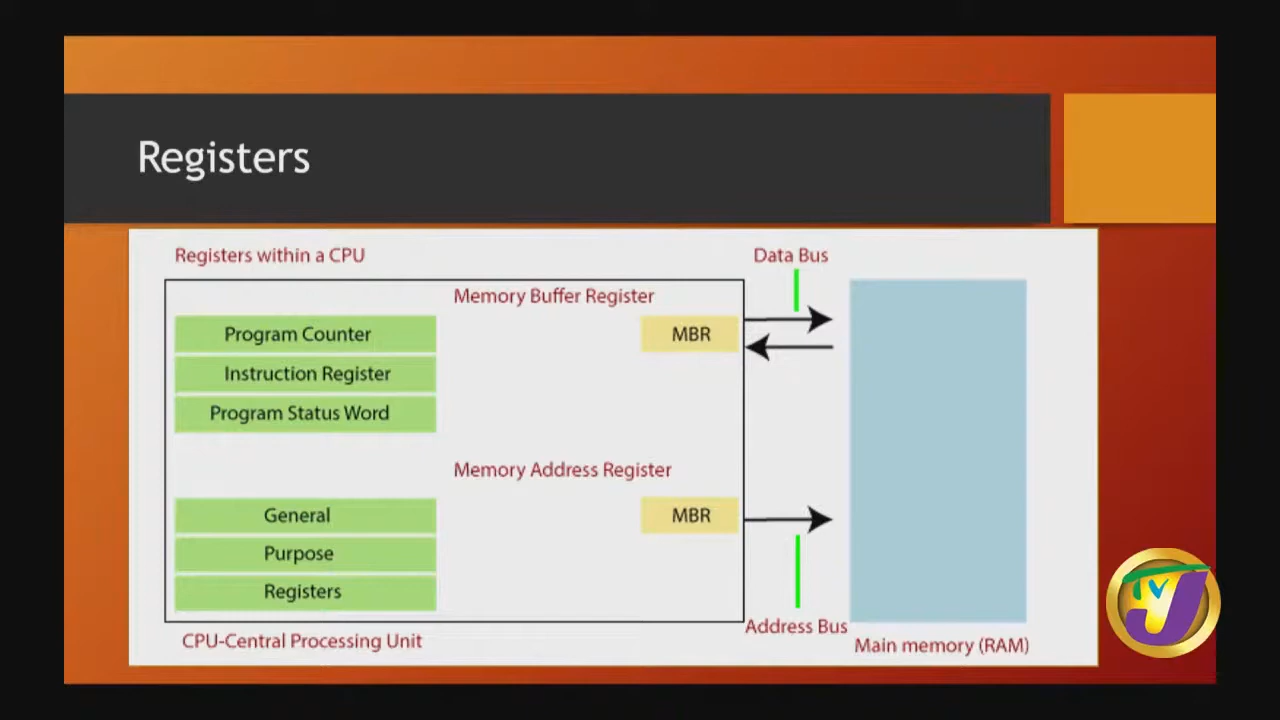 Registers
Registers within a CPU
Data Bus
Memory Buffer Register
Program Counter
MBR
Instruction Register
Program Status Word
Memory Address Register
General
MBR
Purpose
Registers
Address Bus
CPU-Central Processing Unit
Main memory (RAM)
TVJ